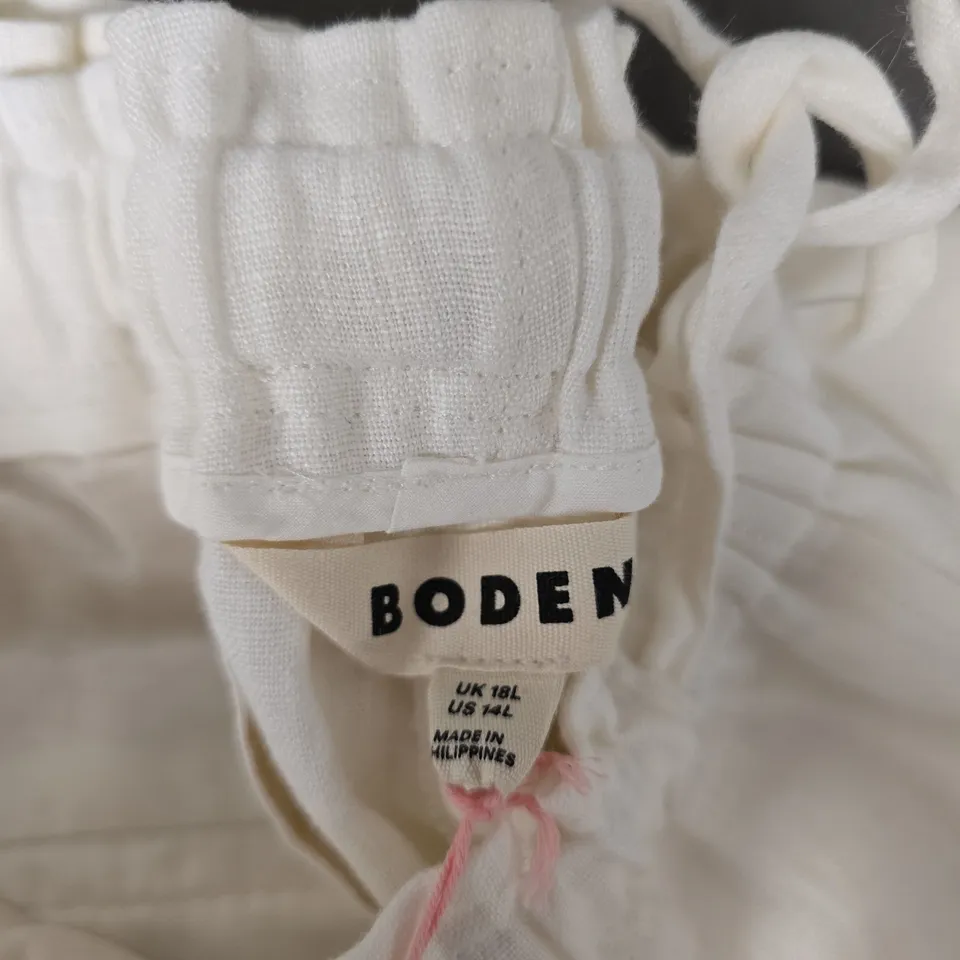 BODEN
UK 18L
US 14L
MADE IN
HILIPPINES